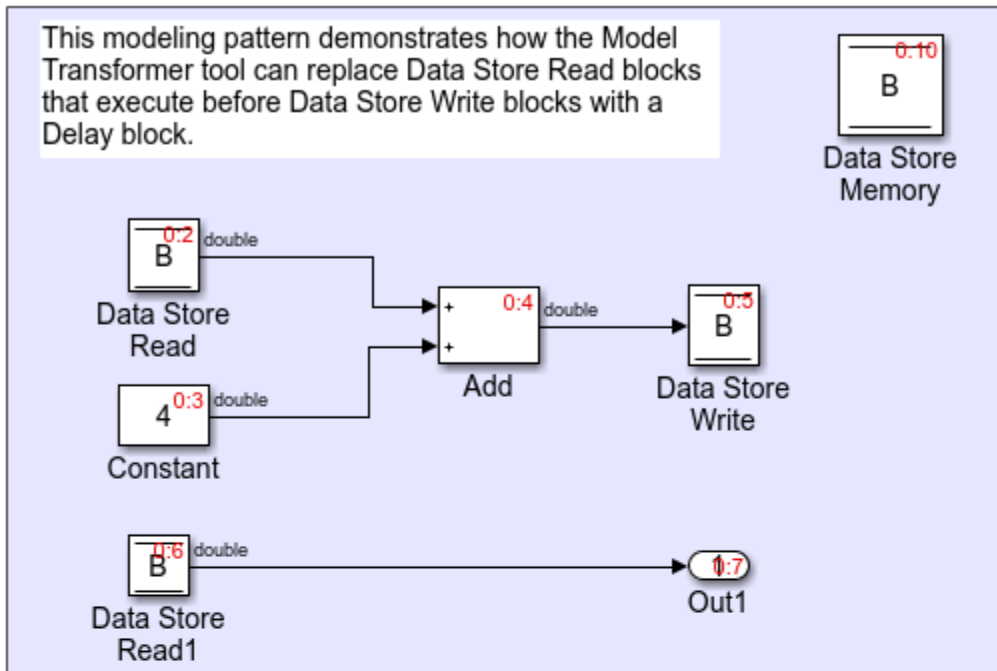 This modeling pattern demonstrates how the Model
Transformer tool can replace Data Store Read blocks
that execute before Data Store Write blocks with a
Delay block.
0:10
B
Data Store
Memory
0:2
B
double
Data Store
Read
+
+
0:4
double
Add
0:5
B
Data Store
Write
4
0:3
double
Constant
0:6
B
double
Data Store
Read1
1
0:7
Out1